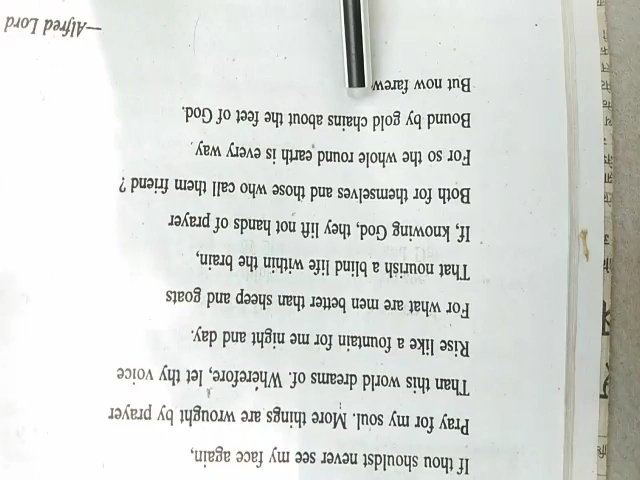 If thou shouldst never see my face again,
Pray for my soul. More things are wrought by prayer
Than this world dreams of. Wherefore, let thy voice
Rise like a fountain for me night and day.
For what are men better than sheep and goats
That nourish a blind life within the brain,
If, knowing God, they lift not hands of prayer
Both for themselves and those who call them friend ?
For so the whole round earth is every way
Bound by gold chains about the feet of God.
But now farew
—Alfred Lord